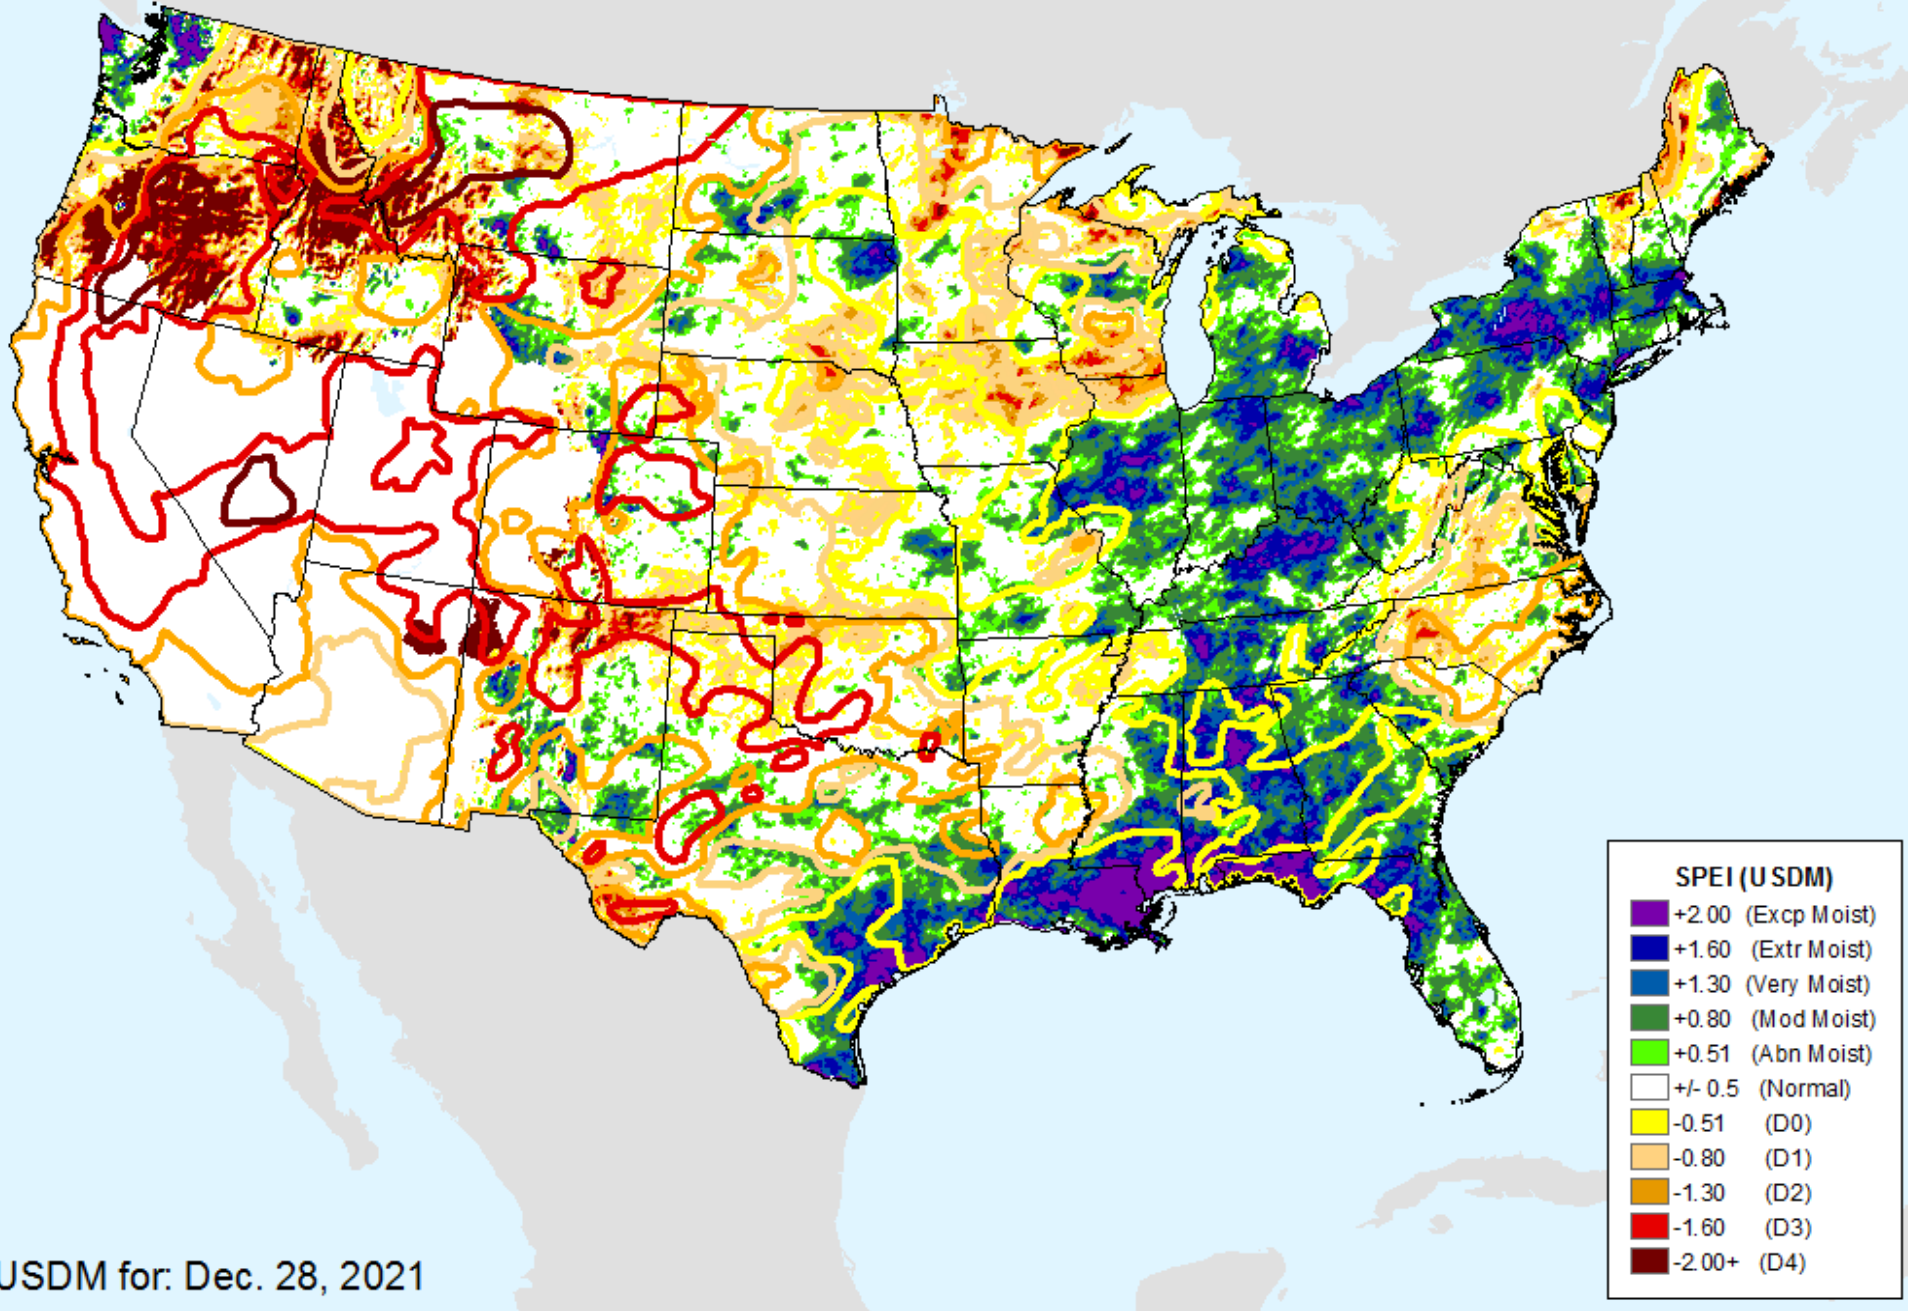 SPEI (USDM)
+2.00 (Excp Moist)
+1.60 (Extr Moist)
+1.30 (Very Moist)
+0.80 (Mod Moist)
+0.51 (Abn Moist)
+/- 0.5 (Normal)
-0.51 (D0)
-0.80 (D1)
-1.30 (D2)
-1.60 (D3)
-2.00+ (D4)
USDM for: Dec. 28, 2021